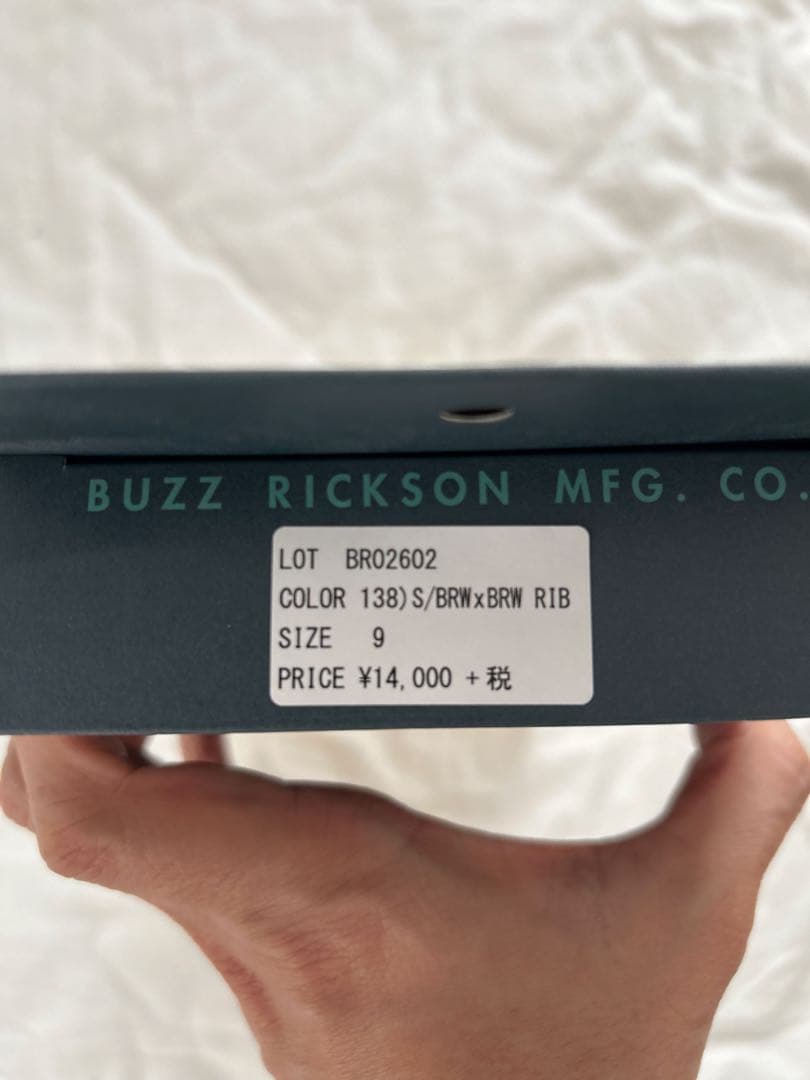 BUZZ RICKSON MFG. CO.
LOT BR02602
COLOR 138)S/BRWxBRW RIB
SIZE 9
PRICE ¥14,000 +税